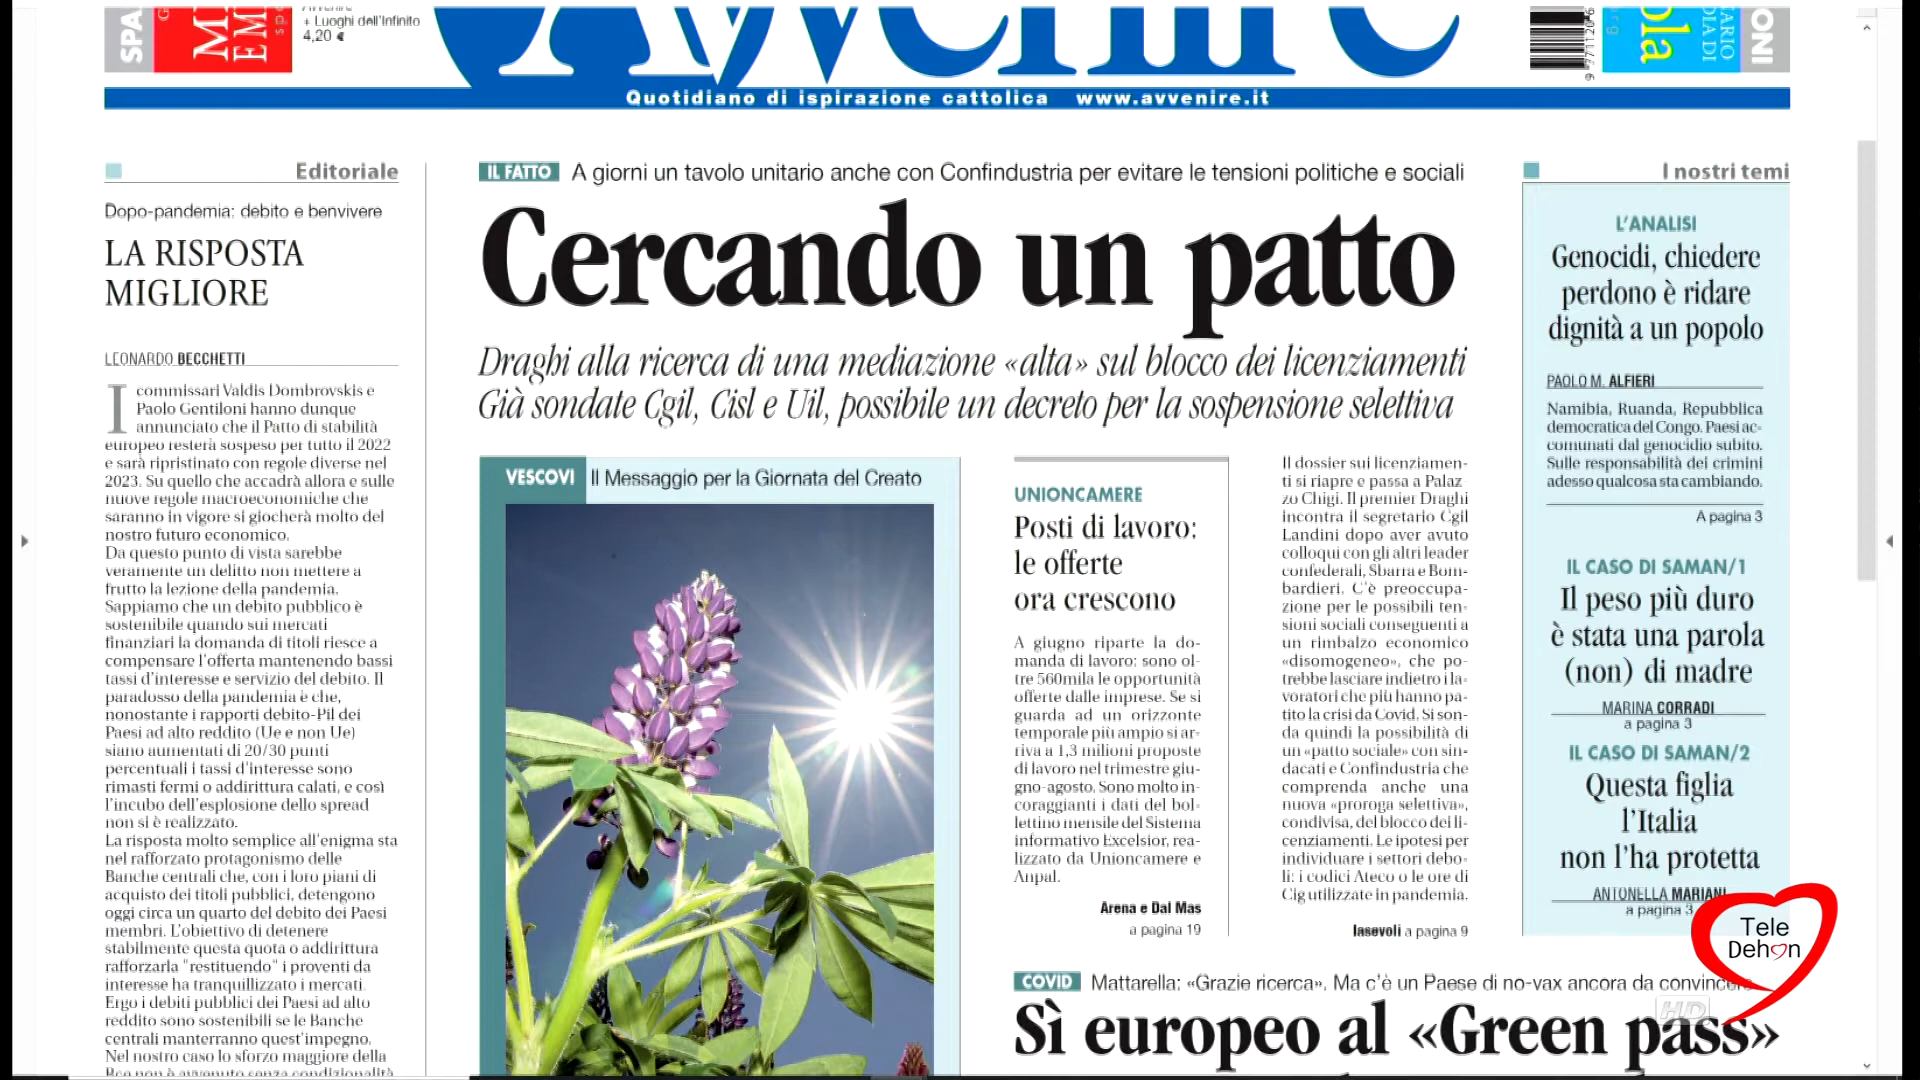 SPA
+ Luoghi dell'Infinito
4,20 €
Avvenire
Quotidiano di ispirazione cattolica www.avvenire.it
9 771120 6
ola
INO
Editoriale
Dopo-pandemia: debito e benvivere
LA RISPOSTA
MIGLIORE
LEONARDO BECCHETTI
I commissari Valdis Dombrovskis e
Paolo Gentiloni hanno dunque
annunciato che il Patto di stabilità
europeo resterà sospeso per tutto il 2022
e sarà ripristinato con regole diverse nel
2023. Su quello che accadrà allora e sulle
nuove regole macroeconomiche che
saranno in vigore si giocherà molto del
nostro futuro economico.
Da questo punto di vista sarebbe
veramente un delitto non mettere a
frutto la lezione della pandemia.
Sappiamo che un debito pubblico è
sostenibile quando sui mercati
finanziari la domanda di titoli riesce a
compensare l'offerta mantenendo bassi
tassi d'interesse e servizio del debito. Il
paradosso della pandemia è che,
nonostante i rapporti debito-Pil dei
Paesi ad alto reddito (Ue e non Ue)
siano aumentati di 20/30 punti
percentuali i tassi d'interesse sono
rimasti fermi o addirittura calati, e così
l'incubo dell'esplosione dello spread
non si è realizzato.
La risposta molto semplice all'enigma sta
nel rafforzato protagonismo delle
Banche centrali che, con i loro piani di
acquisto dei titoli pubblici, detengono
oggi circa un quarto del debito dei Paesi
membri. L'obiettivo di detenere
stabilmente questa quota o addirittura
rafforzarla "restituendo" i proventi da
interesse ha tranquillizzato i mercati.
Ergo i debiti pubblici dei Paesi ad alto
reddito sono sostenibili se le Banche
centrali manterranno quest'impegno.
Nel nostro caso lo sforzo maggiore della
Bce non è avvenuto senza condizionalità
IL FATTO A giorni un tavolo unitario anche con Confindustria per evitare le tensioni politiche e sociali
Cercando un patto
Draghi alla ricerca di una mediazione «alta» sul blocco dei licenziamenti
Già sondate Cgil, Cisl e Uil, possibile un decreto per la sospensione selettiva
VESCOVI Il Messaggio per la Giornata del Creato
UNIONCAMERE
Posti di lavoro:
le offerte
ora crescono
A giugno riparte la do-
manda di lavoro: sono ol-
tre 560mila le opportunità
offerte dalle imprese. Se si
guarda ad un orizzonte
temporale più ampio si ar-
riva a 1,3 milioni proposte
di lavoro nel trimestre giu-
gno-agosto. Sono molto in-
coraggianti i dati del bol-
lettino mensile del Sistema
informativo Excelsior, rea-
lizzato da Unioncamere e
Anpal.
Arena e Dal Mas
a pagina 19
Il dossier sui licenziamen-
ti si riapre e passa a Palaz
zo Chigi. Il premier Draghi
incontra il segretario Cgil
Landini dopo aver avuto
colloqui con gli altri leader
confederali, Sbarra e Bom-
bardieri. C'è preoccupa-
zione per le possibili ten-
sioni sociali conseguenti a
un rimbalzo economico
«disomogeneo», che po-
trebbe lasciare indietro i la-
voratori che più hanno pa-
tito la crisi da Covid. Si son-
da quindi la possibilità di
un «patto sociale» con sin-
dacati e Confindustria che
comprenda anche una
nuova «proroga selettiva»,
condivisa, del blocco dei li-
cenziamenti. Le ipotesi per
individuare i settori debo-
li: i codici Ateco o le ore di
Cig utilizzate in pandemia.
Iasevoli a pagina 9
COVID Mattarella: «Grazie ricerca». Ma c'è un Paese di no-vax ancora da convincere
Sì europeo al «Green pass»
I nostri temi
L'ANALISI
Genocidi, chiedere
perdono è ridare
dignità a un popolo
PAOLO M. ALFIERI
Namibia, Ruanda, Repubblica
democratica del Congo. Paesi ac-
comunati dal genocidio subito.
Sulle responsabilità dei crimini
adesso qualcosa sta cambiando.
A pagina 3
IL CASO DI SAMAN/1
Il peso più duro
è stata una parola
(non) di madre
MARINA CORRADI
a pagina 3
IL CASO DI SAMAN/2
Questa figlia
l'Italia
non l'ha protetta
ANTONELLA MARIANI
a pagina 3
Tele
Dehon
HD